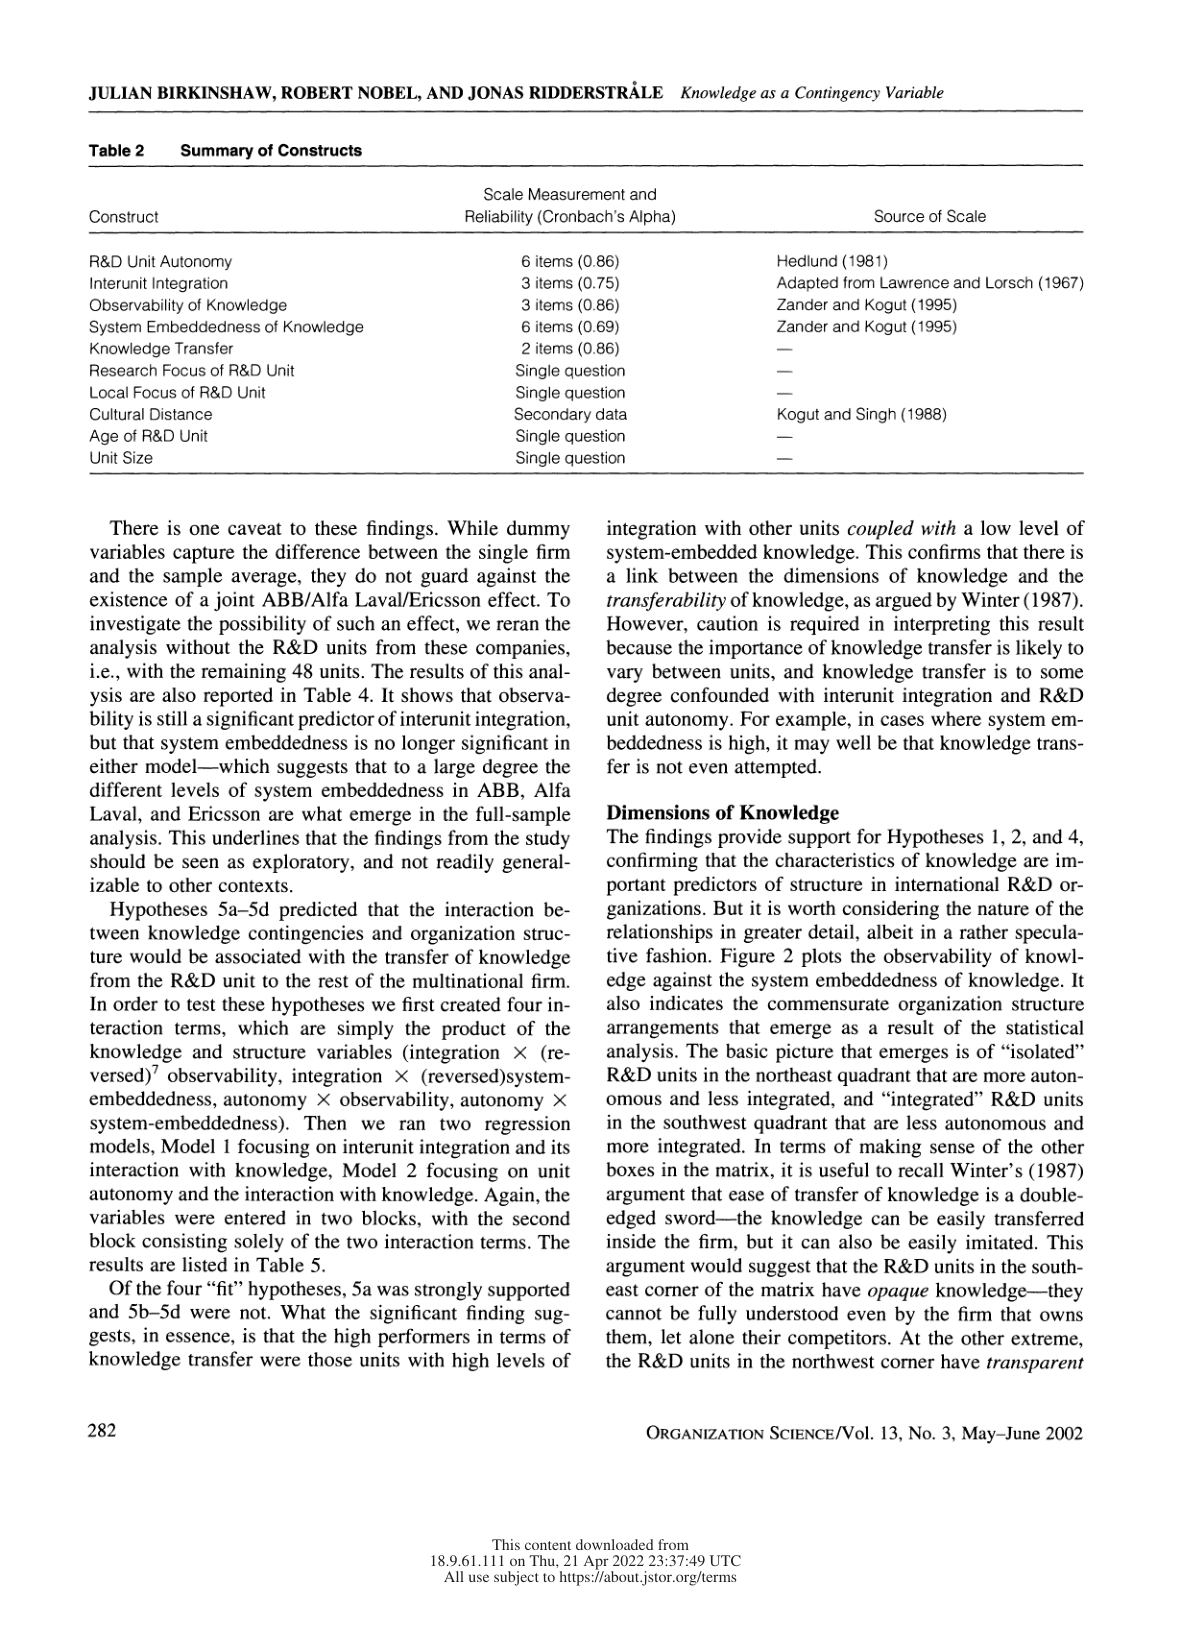 JULIAN BIRKINSHAW, ROBERT NOBEL, AND JONAS RIDDERSTRÅLE Knowledge as a Contingency Variable
Table 2 Summary of Constructs
Scale Measurement and
Construct Reliability (Cronbach's Alpha) Source of Scale
R&D Unit Autonomy 6 items (0.86) Hedlund (1981)
Interunit Integration 3 items (0.75) Adapted from Lawrence and Lorsch (1967)
Observability of Knowledge 3 items (0.86) Zander and Kogut (1995)
System Embeddedness of Knowledge 6 items (0.69) Zander and Kogut (1995)
Knowledge Transfer 2 items (0.86) —
Research Focus of R&D Unit Single question —
Local Focus of R&D Unit Single question —
Cultural Distance Secondary data Kogut and Singh (1988)
Age of R&D Unit Single question —
Unit Size Single question —
There is one caveat to these findings. While dummy
variables capture the difference between the single firm
and the sample average, they do not guard against the
existence of a joint ABB/Alfa Laval/Ericsson effect. To
investigate the possibility of such an effect, we reran the
analysis without the R&D units from these companies,
i.e., with the remaining 48 units. The results of this anal-
ysis are also reported in Table 4. It shows that observa-
bility is still a significant predictor of interunit integration,
but that system embeddedness is no longer significant in
either model—which suggests that to a large degree the
different levels of system embeddedness in ABB, Alfa
Laval, and Ericsson are what emerge in the full-sample
analysis. This underlines that the findings from the study
should be seen as exploratory, and not readily general-
izable to other contexts.
Hypotheses 5a–5d predicted that the interaction be-
tween knowledge contingencies and organization struc-
ture would be associated with the transfer of knowledge
from the R&D unit to the rest of the multinational firm.
In order to test these hypotheses we first created four in-
teraction terms, which are simply the product of the
knowledge and structure variables (integration × (re-
versed)⁷ observability, integration × (reversed)system-
embeddedness, autonomy × observability, autonomy ×
system-embeddedness). Then we ran two regression
models, Model 1 focusing on interunit integration and its
interaction with knowledge, Model 2 focusing on unit
autonomy and the interaction with knowledge. Again, the
variables were entered in two blocks, with the second
block consisting solely of the two interaction terms. The
results are listed in Table 5.
Of the four “fit” hypotheses, 5a was strongly supported
and 5b–5d were not. What the significant finding sug-
gests, in essence, is that the high performers in terms of
knowledge transfer were those units with high levels of
integration with other units coupled with a low level of
system-embedded knowledge. This confirms that there is
a link between the dimensions of knowledge and the
transferability of knowledge, as argued by Winter (1987).
However, caution is required in interpreting this result
because the importance of knowledge transfer is likely to
vary between units, and knowledge transfer is to some
degree confounded with interunit integration and R&D
unit autonomy. For example, in cases where system em-
beddedness is high, it may well be that knowledge trans-
fer is not even attempted.
Dimensions of Knowledge
The findings provide support for Hypotheses 1, 2, and 4,
confirming that the characteristics of knowledge are im-
portant predictors of structure in international R&D or-
ganizations. But it is worth considering the nature of the
relationships in greater detail, albeit in a rather specula-
tive fashion. Figure 2 plots the observability of knowl-
edge against the system embeddedness of knowledge. It
also indicates the commensurate organization structure
arrangements that emerge as a result of the statistical
analysis. The basic picture that emerges is of “isolated”
R&D units in the northeast quadrant that are more auton-
omous and less integrated, and “integrated” R&D units
in the southwest quadrant that are less autonomous and
more integrated. In terms of making sense of the other
boxes in the matrix, it is useful to recall Winter's (1987)
argument that ease of transfer of knowledge is a double-
edged sword—the knowledge can be easily transferred
inside the firm, but it can also be easily imitated. This
argument would suggest that the R&D units in the south-
east corner of the matrix have opaque knowledge—they
cannot be fully understood even by the firm that owns
them, let alone their competitors. At the other extreme,
the R&D units in the northwest corner have transparent
282 ORGANIZATION SCIENCE/Vol. 13, No. 3, May–June 2002
This content downloaded from
18.9.61.111 on Thu, 21 Apr 2022 23:37:49 UTC
All use subject to https://about.jstor.org/terms